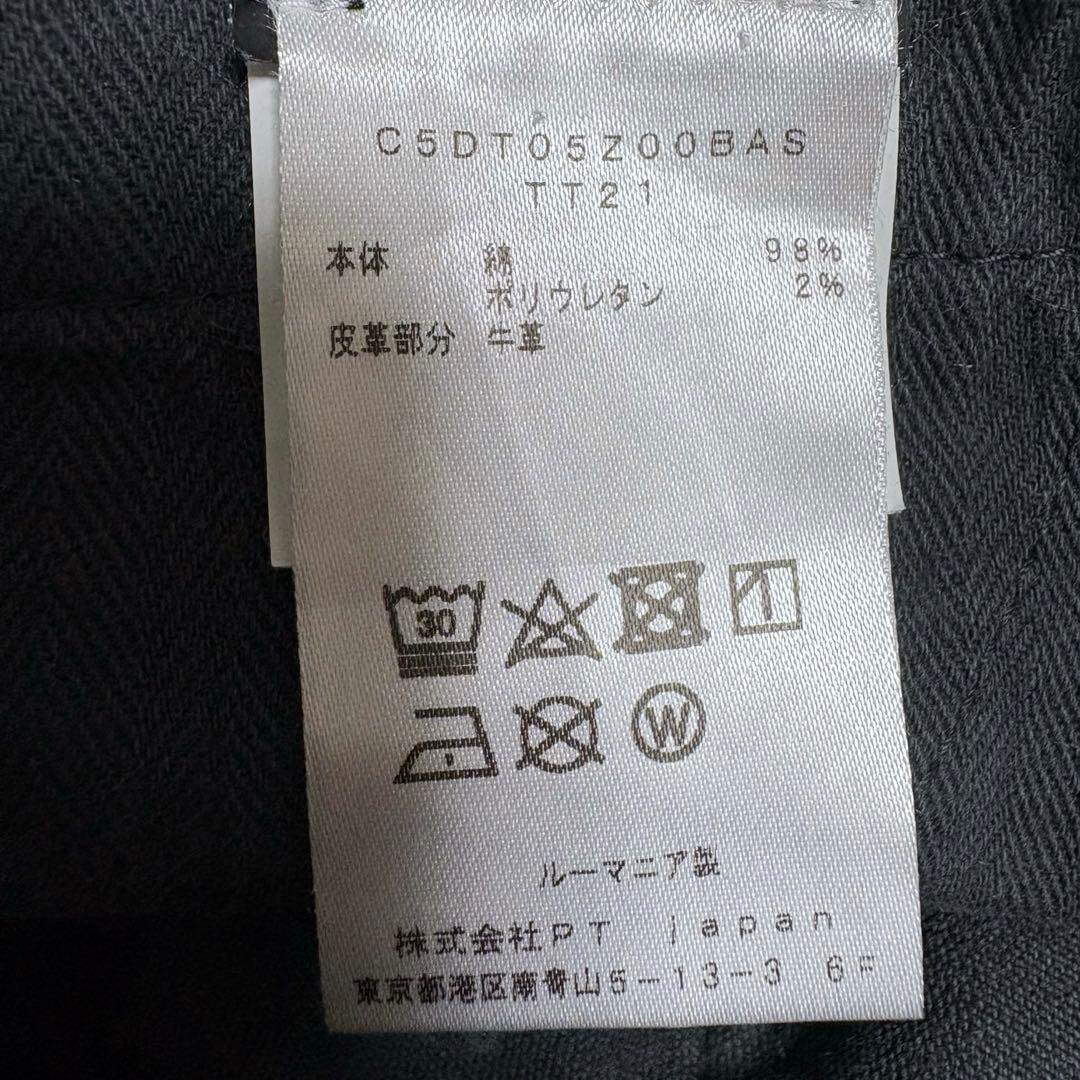 C5DT05Z00BAS
TT21
本体 綿 98%
ポリウレタン 2%
皮革部分 牛革
30
W
ルーマニア製
株式会社PT japan
東京都港区南青山5-13-3 6F